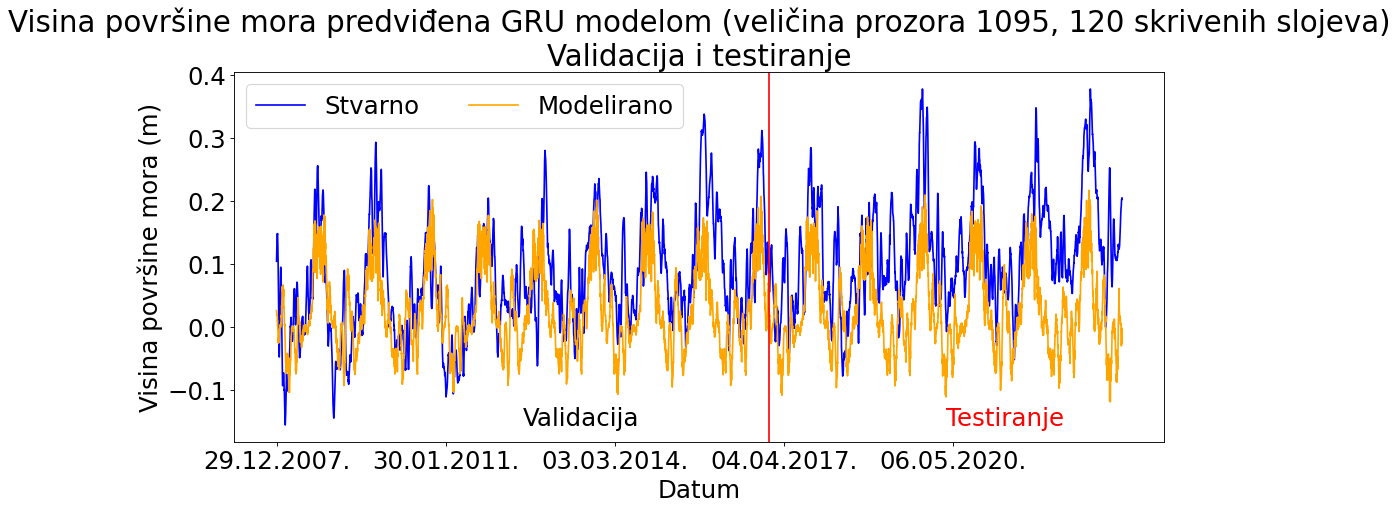 Visina površine mora predviđena GRU modelom (veličina prozora 1095, 120 skrivenih slojeva)
Validacija i testiranje
Stvarno
Modelirano
Visina površine mora (m)
0.4
0.3
0.2
0.1
0.0
−0.1
Validacija
Testiranje
29.12.2007.
30.01.2011.
03.03.2014.
04.04.2017.
06.05.2020.
Datum